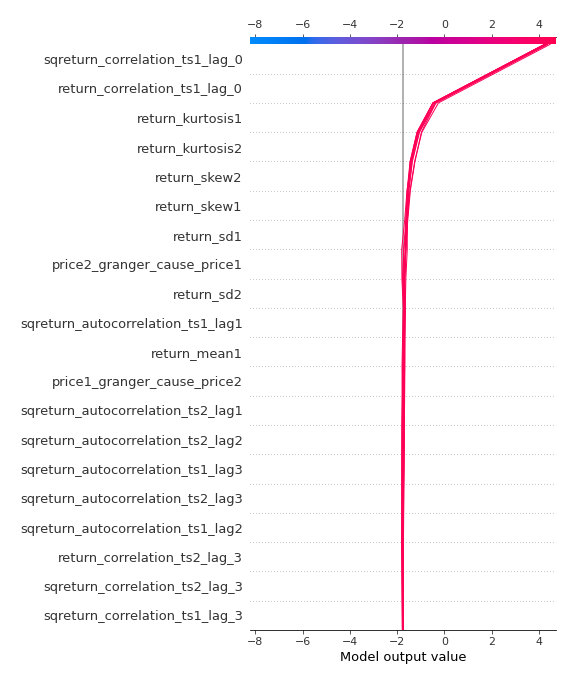 −8 −6 −4 −2 0 2 4
sqreturn_correlation_ts1_lag_0
return_correlation_ts1_lag_0
return_kurtosis1
return_kurtosis2
return_skew2
return_skew1
return_sd1
price2_granger_cause_price1
return_sd2
sqreturn_autocorrelation_ts1_lag1
return_mean1
price1_granger_cause_price2
sqreturn_autocorrelation_ts2_lag1
sqreturn_autocorrelation_ts2_lag2
sqreturn_autocorrelation_ts1_lag3
sqreturn_autocorrelation_ts2_lag3
sqreturn_autocorrelation_ts1_lag2
return_correlation_ts2_lag_3
sqreturn_correlation_ts2_lag_3
sqreturn_correlation_ts1_lag_3
−8 −6 −4 −2 0 2 4
Model output value